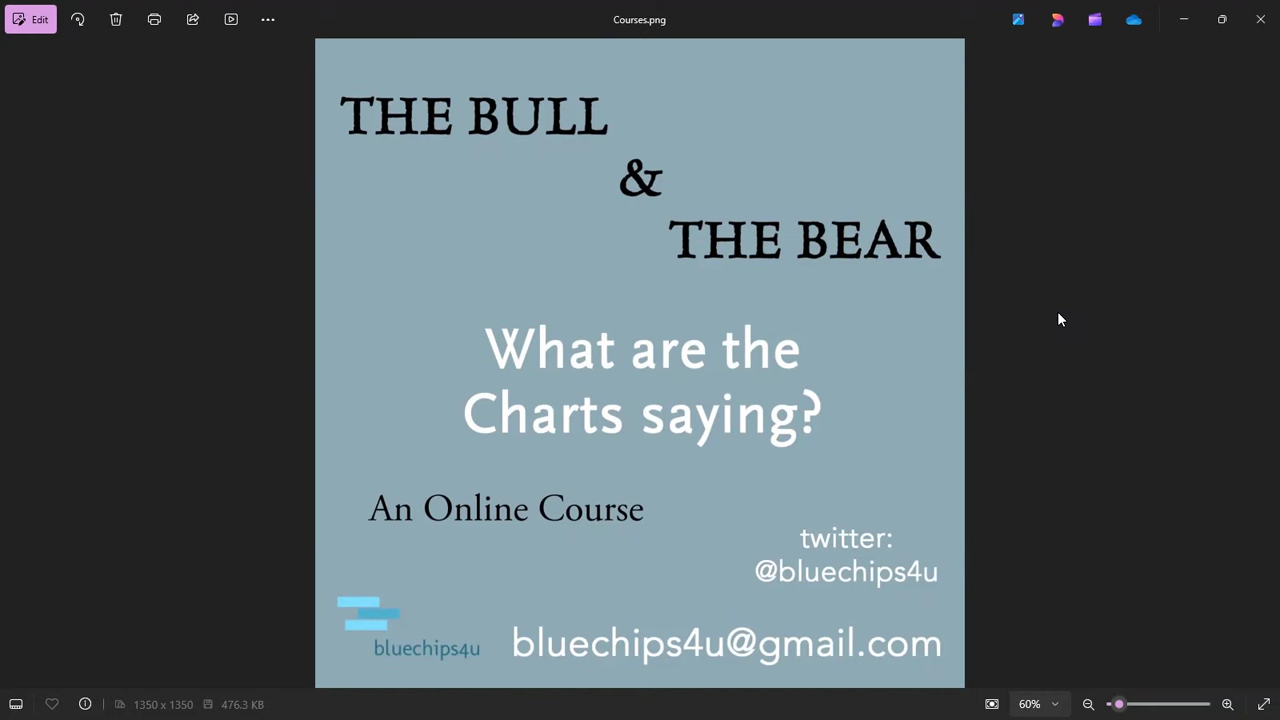 Edit
Courses.png
THE BULL
&
THE BEAR
What are the
Charts saying?
An Online Course
twitter:
@bluechips4u
bluechips4u
bluechips4u@gmail.com
1350 x 1350
476.3 KB
60%